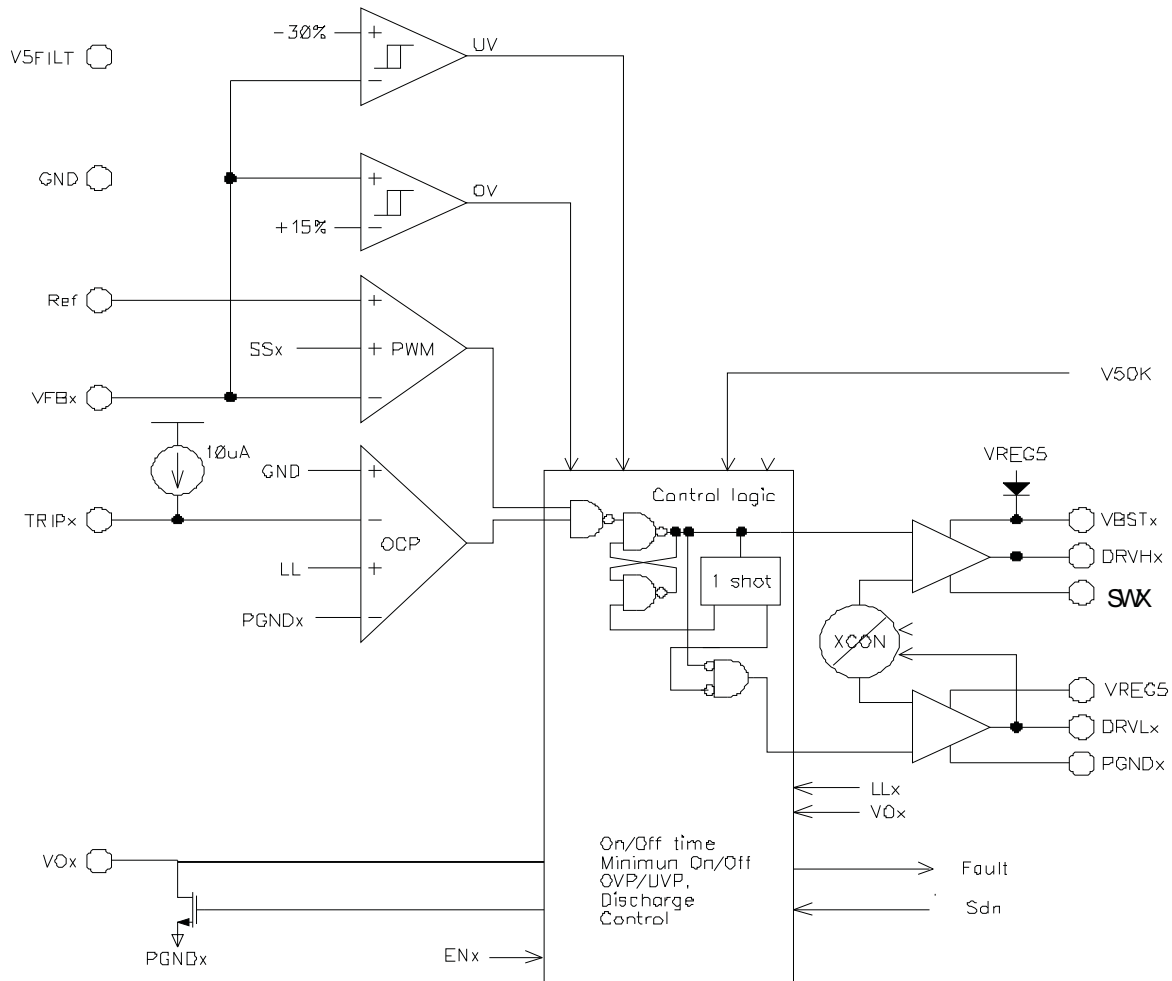 -30%
+
-
UV
V5FILT
GND
+
-
OV
+15%
Ref
+
SSx
+
PWM
VFBx
-
V5OK
10uA
GND
+
TRIPx
-
OCP
LL
+
PGNDx
-
Control logic
1 shot
VREG5
VBSTx
DRVHx
SWX
XCON
VREG5
DRVLx
PGNDx
LLx
VOx
VOx
On/Off time
Minimun On/Off
OVP/UVP,
Discharge
Control
Fault
Sdn
PGNDx
ENx